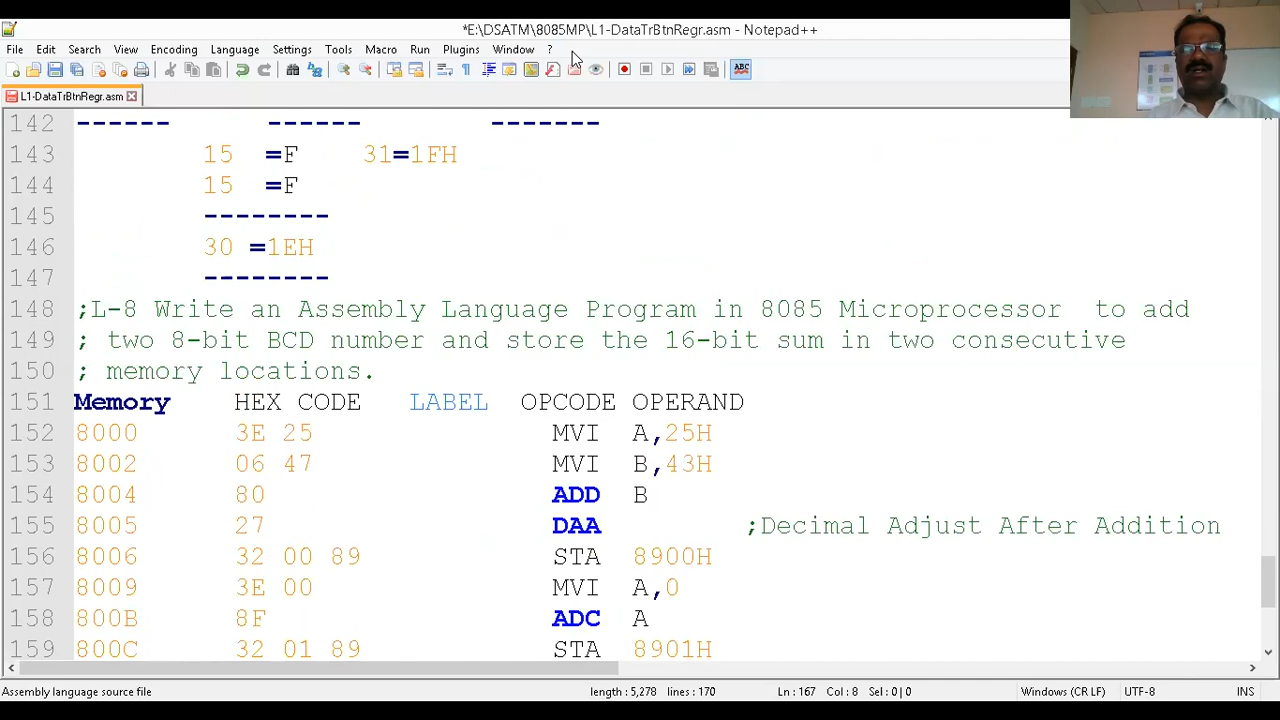 *E:\DSATM\8085MP\L1-DataTrBtnRegr.asm - Notepad++
File Edit Search View Encoding Language Settings Tools Macro Run Plugins Window ?
ABC
L1-DataTrBtnRegr.asm
142 ------ ------ -------
143 15 =F 31=1FH
144 15 =F
145 --------
146 30 =1EH
147 --------
148 ;L-8 Write an Assembly Language Program in 8085 Microprocessor to add
149 ; two 8-bit BCD number and store the 16-bit sum in two consecutive
150 ; memory locations.
151 Memory HEX CODE LABEL OPCODE OPERAND
152 8000 3E 25 MVI A,25H
153 8002 06 47 MVI B,43H
154 8004 80 ADD B
155 8005 27 DAA ;Decimal Adjust After Addition
156 8006 32 00 89 STA 8900H
157 8009 3E 00 MVI A,0
158 800B 8F ADC A
159 800C 32 01 89 STA 8901H
Assembly language source file length : 5,278 lines : 170 Ln : 167 Col : 8 Sel : 0 | 0 Windows (CR LF) UTF-8 INS